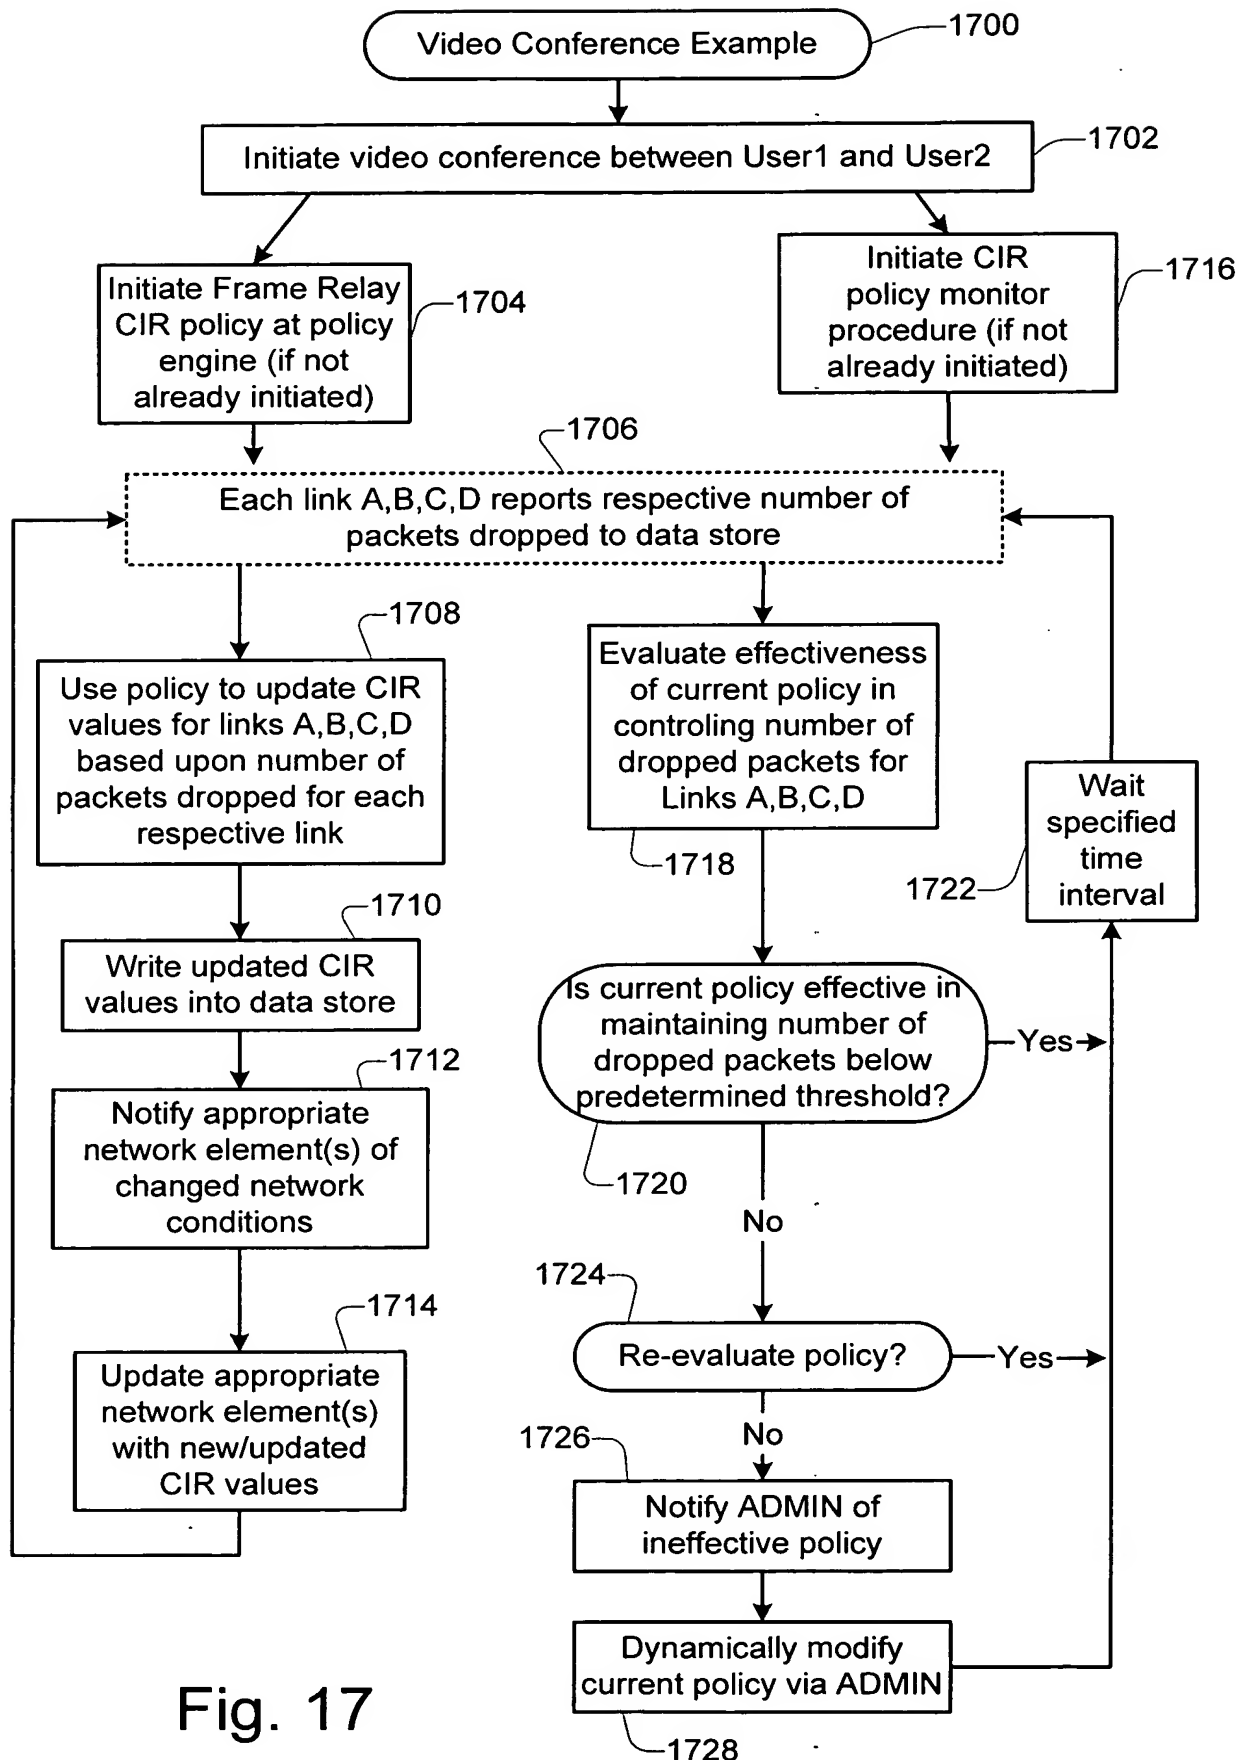 Video Conference Example
1700
Initiate video conference between User1 and User2
1702
Initiate Frame Relay
CIR policy at policy
engine (if not
already initiated)
1704
Initiate CIR
policy monitor
procedure (if not
already initiated)
1716
1706
Each link A,B,C,D reports respective number of
packets dropped to data store
1708
Use policy to update CIR
values for links A,B,C,D
based upon number of
packets dropped for each
respective link
Evaluate effectiveness
of current policy in
controling number of
dropped packets for
Links A,B,C,D
1718
Wait
specified
time
interval
1722
1710
Write updated CIR
values into data store
Is current policy effective in
maintaining number of
dropped packets below
predetermined threshold?
Yes
1720
No
1712
Notify appropriate
network element(s) of
changed network
conditions
1724
Re-evaluate policy?
Yes
No
1714
Update appropriate
network element(s)
with new/updated
CIR values
1726
Notify ADMIN of
ineffective policy
Dynamically modify
current policy via ADMIN
1728
Fig. 17